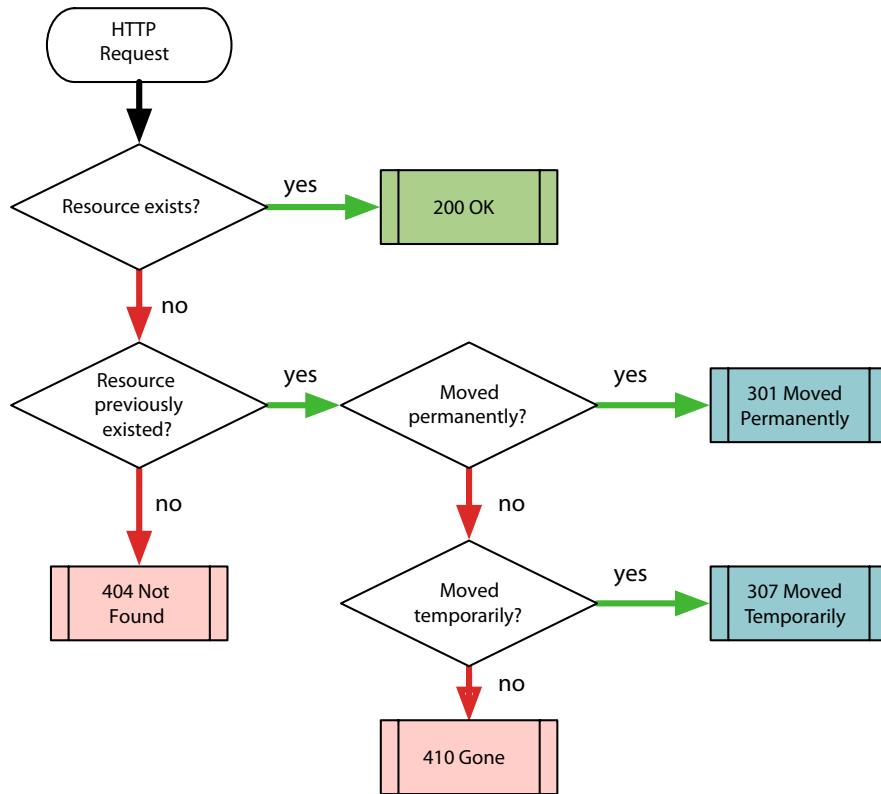 HTTP
Request
Resource exists?
yes
200 OK
no
Resource
previously
existed?
yes
Moved
permanently?
yes
301 Moved
Permanently
no
404 Not
Found
no
Moved
temporarily?
yes
307 Moved
Temporarily
no
410 Gone